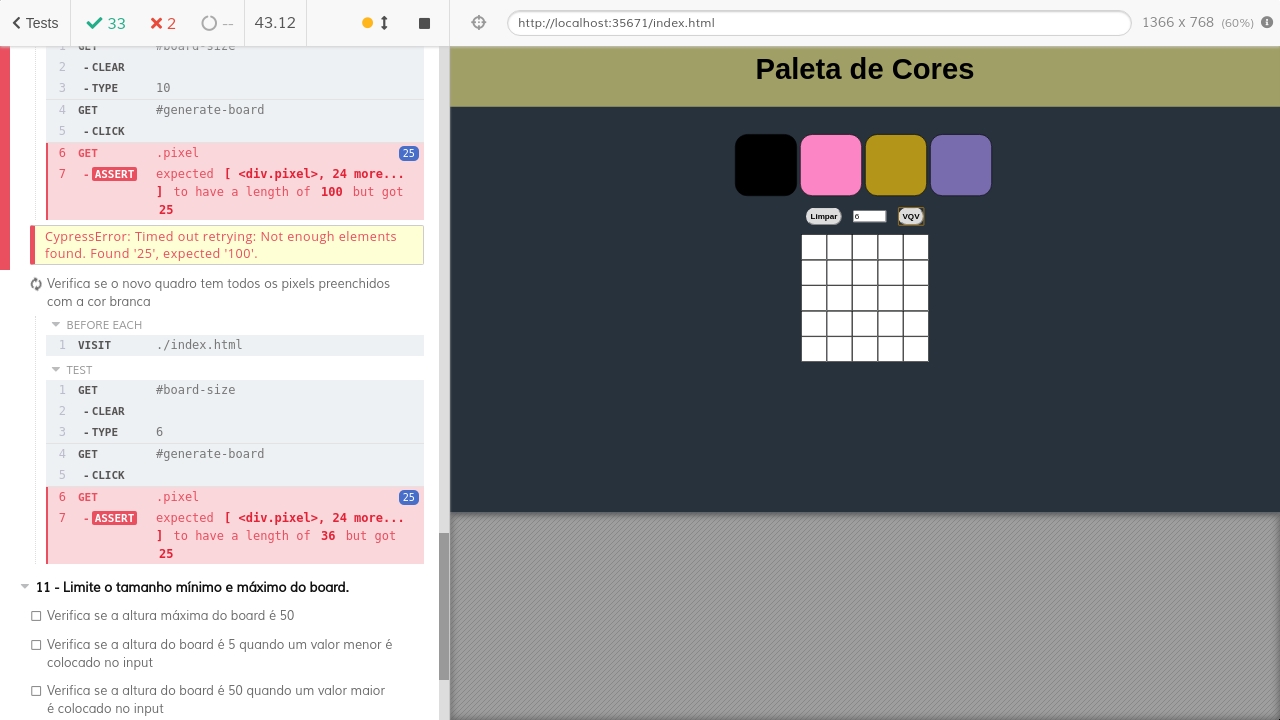 Tests 33 2 -- 43.12 http://localhost:35671/index.html 1366 x 768 (60%)
1 GET #board-size
2 -CLEAR
3 -TYPE 10
4 GET #generate-board
5 -CLICK
6 GET .pixel 25
7 -ASSERT expected [ <div.pixel>, 24 more...
] to have a length of 100 but got
25
CypressError: Timed out retrying: Not enough elements
found. Found '25', expected '100'.
Verifica se o novo quadro tem todos os pixels preenchidos
com a cor branca
BEFORE EACH
1 VISIT ./index.html
TEST
1 GET #board-size
2 -CLEAR
3 -TYPE 6
4 GET #generate-board
5 -CLICK
6 GET .pixel 25
7 -ASSERT expected [ <div.pixel>, 24 more...
] to have a length of 36 but got
25
11 - Limite o tamanho mínimo e máximo do board.
Verifica se a altura máxima do board é 50
Verifica se a altura do board é 5 quando um valor menor é
colocado no input
Verifica se a altura do board é 50 quando um valor maior
é colocado no input
Paleta de Cores
Limpar 6 VQV